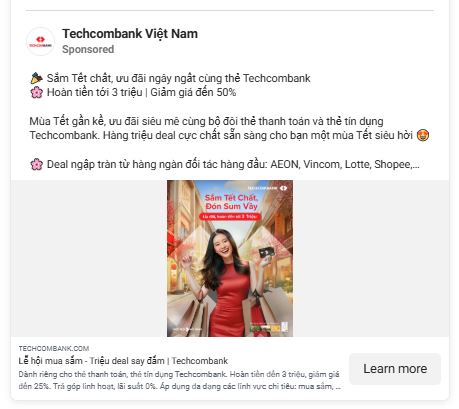 Techcombank Việt Nam
TECHCOMBANK
Sponsored
🎉 Sắm Tết chất, ưu đãi ngây ngất cùng thẻ Techcombank
🌸 Hoàn tiền tới 3 triệu | Giảm giá đến 50%
Mùa Tết gần kề, ưu đãi siêu mê cùng bộ đôi thẻ thanh toán và thẻ tín dụng
Techcombank. Hàng triệu deal cực chất sẵn sàng cho bạn một mùa Tết siêu hời 🤩
🌸 Deal ngập tràn từ hàng ngàn đối tác hàng đầu: AEON, Vincom, Lotte, Shopee,...
TECHCOMBANK
Sắm Tết Chất,
Đón Sum Vầy
Ưu đãi, hoàn tiền tới 3 Triệu
TECHCOMBANK.COM
Lễ hội mua sắm - Triệu deal say đắm | Techcombank
Dành riêng cho thẻ thanh toán, thẻ tín dụng Techcombank. Hoàn tiền đến 3 triệu, giảm giá
đến 25%. Trả góp linh hoạt, lãi suất 0%. Áp dụng đa dạng các lĩnh vực chi tiêu: mua sắm, ...
Learn more